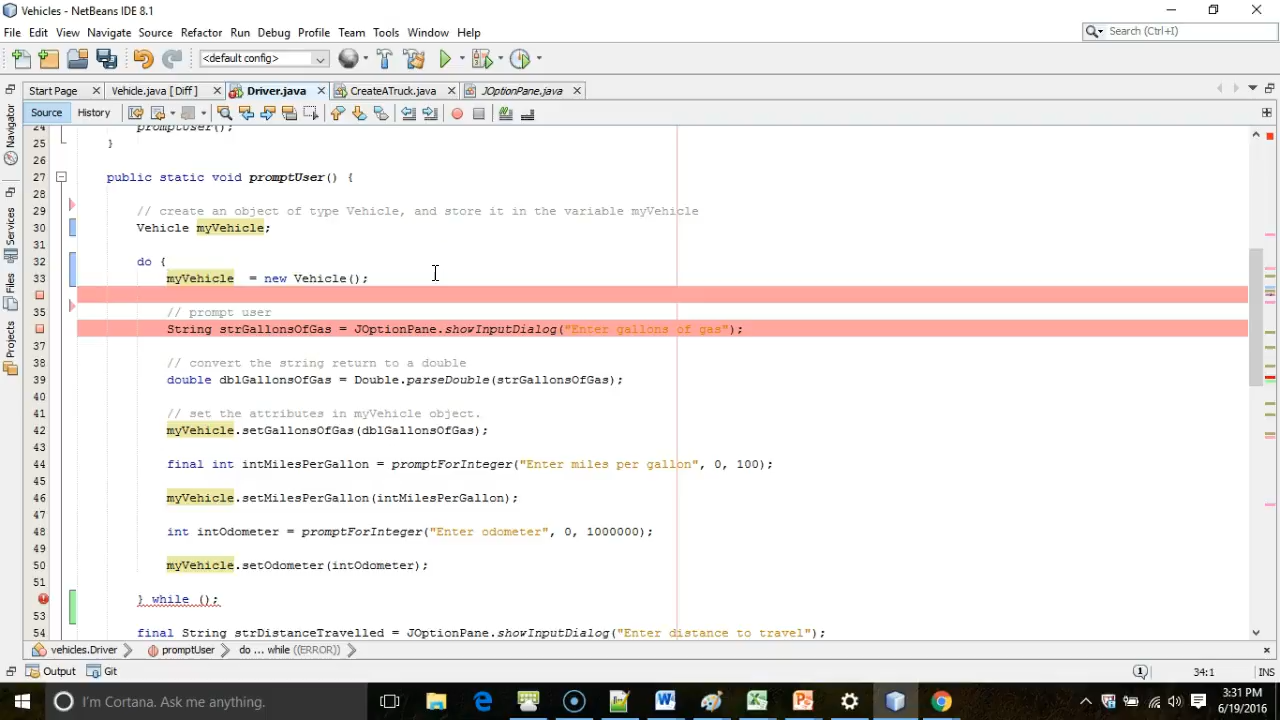 Vehicles - NetBeans IDE 8.1
File Edit View Navigate Source Refactor Run Debug Profile Team Tools Window Help
Search (Ctrl+I)
<default config>
Start Page Vehicle.java [ Diff ] Driver.java CreateATruck.java JOptionPane.java
Source History
24 promptUser();
25 }
26
27 public static void promptUser() {
28
29 // create an object of type Vehicle, and store it in the variable myVehicle
30 Vehicle myVehicle;
31
32 do {
33 myVehicle  = new Vehicle();
35 // prompt user
String strGallonsOfGas = JOptionPane.showInputDialog("Enter gallons of gas");
37
38 // convert the string return to a double
39 double dblGallonsOfGas = Double.parseDouble(strGallonsOfGas);
40
41 // set the attributes in myVehicle object.
42 myVehicle.setGallonsOfGas(dblGallonsOfGas);
43
44 final int intMilesPerGallon = promptForInteger("Enter miles per gallon", 0, 100);
45
46 myVehicle.setMilesPerGallon(intMilesPerGallon);
47
48 int intOdometer = promptForInteger("Enter odometer", 0, 1000000);
49
50 myVehicle.setOdometer(intOdometer);
51
} while ();
53
54 final String strDistanceTravelled = JOptionPane.showInputDialog("Enter distance to travel");
Navigator
Services
Files
Projects
vehicles.Driver promptUser do ... while ((ERROR))
Output Git
34:1 INS
I'm Cortana. Ask me anything.
3:31 PM
6/19/2016